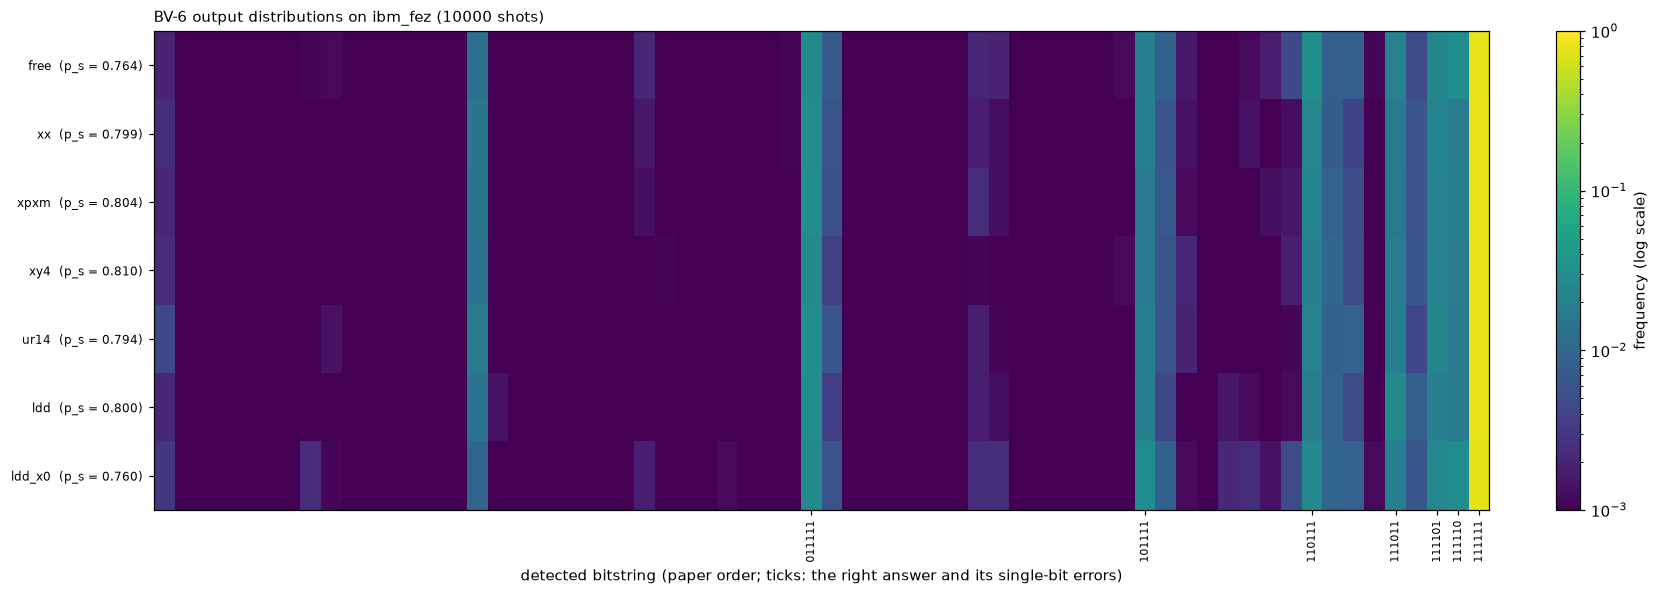 BV-6 output distributions on ibm_fez (10000 shots)
free (p_s = 0.764)
xx (p_s = 0.799)
xpxm (p_s = 0.804)
xy4 (p_s = 0.810)
ur14 (p_s = 0.794)
ldd (p_s = 0.800)
ldd_x0 (p_s = 0.760)
011111
101111
110111
111011
111101
111110
111111
detected bitstring (paper order; ticks: the right answer and its single-bit errors)
10⁰
10⁻¹
10⁻²
10⁻³
frequency (log scale)